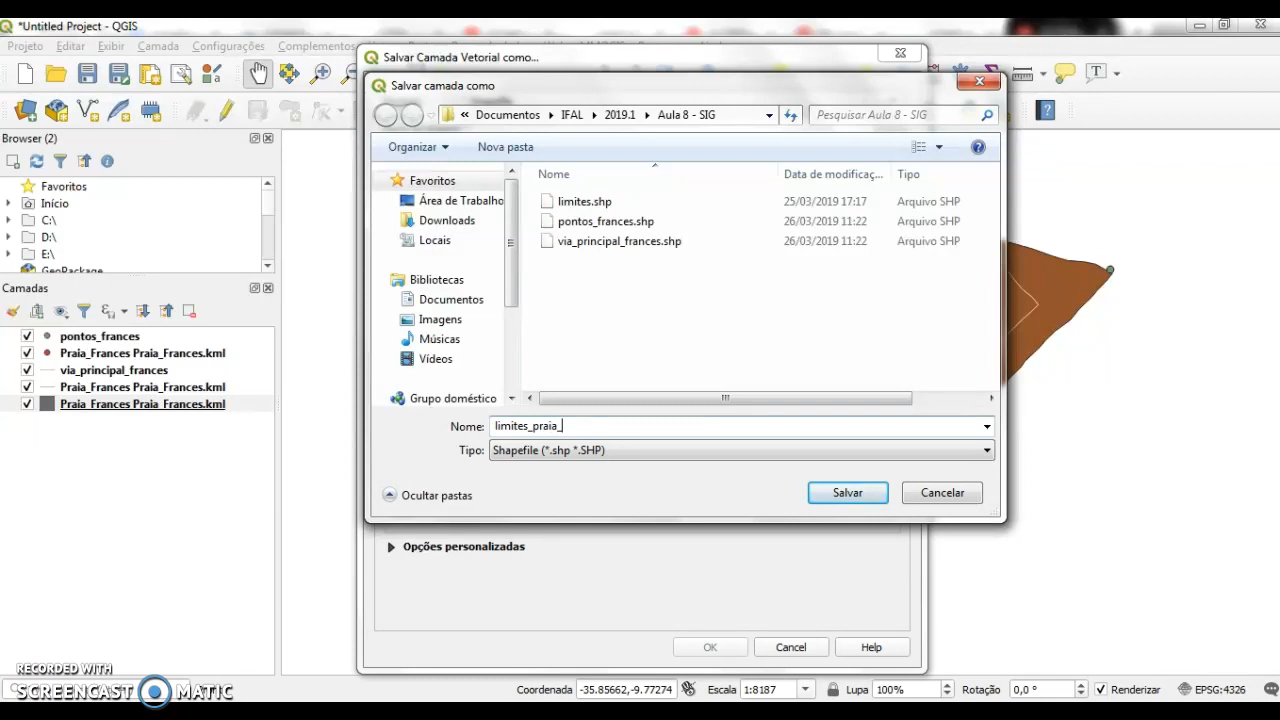 *Untitled Project - QGIS
Projeto Editar Exibir Camada Configurações Complementos
Salvar Camada Vetorial como...
Salvar camada como
« Documentos IFAL 2019.1 Aula 8 - SIG
Pesquisar Aula 8 - SIG
Organizar Nova pasta
Browser (2)
Favoritos
Início
C:\
D:\
E:\
GeoPackage
Favoritos
Área de Trabalho
Downloads
Locais
Bibliotecas
Documentos
Imagens
Músicas
Vídeos
Grupo doméstico
Nome Data de modificaç... Tipo
limites.shp 25/03/2019 17:17 Arquivo SHP
pontos_frances.shp 26/03/2019 11:22 Arquivo SHP
via_principal_frances.shp 26/03/2019 11:22 Arquivo SHP
Camadas
pontos_frances
Praia_Frances Praia_Frances.kml
via_principal_frances
Praia_Frances Praia_Frances.kml
Praia_Frances Praia_Frances.kml
Nome: limites_praia_
Tipo: Shapefile (*.shp *.SHP)
Ocultar pastas
Salvar Cancelar
Opções personalizadas
OK Cancel Help
RECORDED WITH
SCREENCAST MATIC
Coordenada -35.85662,-9.77274 Escala 1:8187 Lupa 100% Rotação 0,0 ° Renderizar EPSG:4326